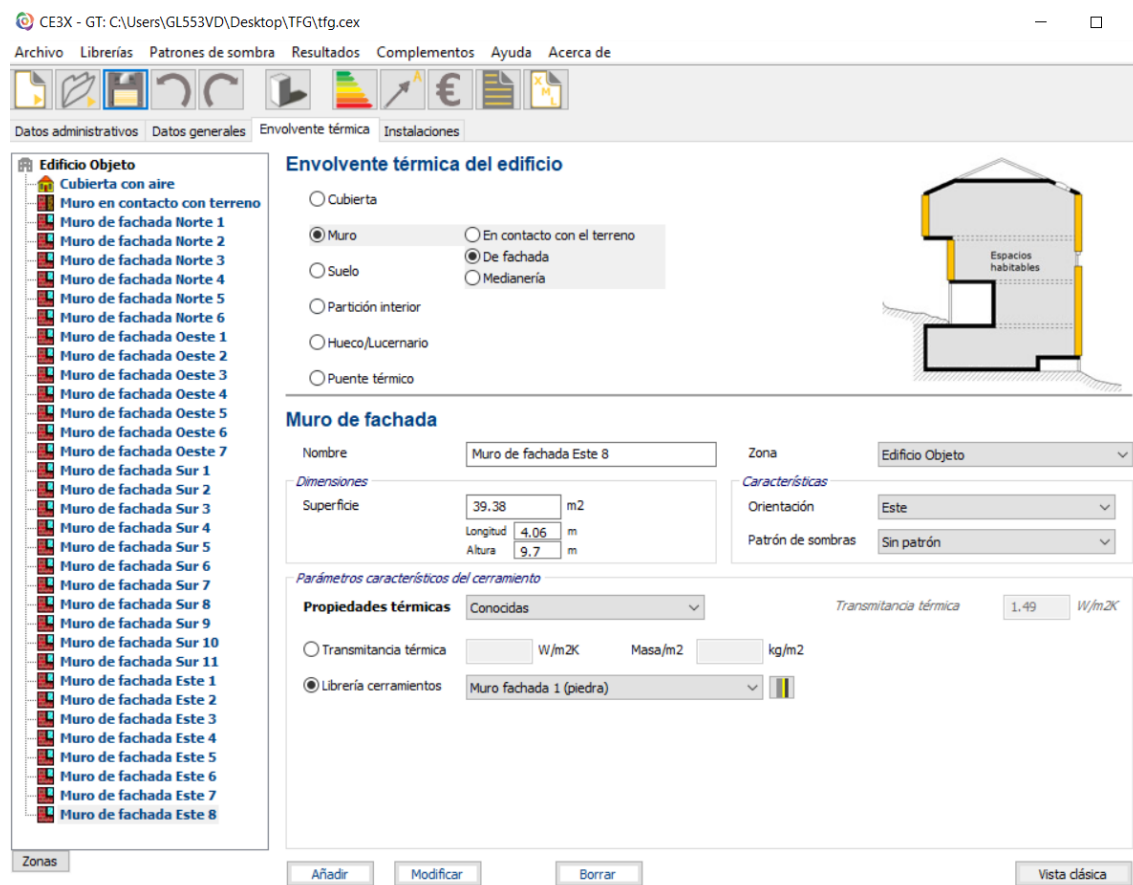 CE3X - GT: C:\Users\GL553VD\Desktop\TFG\tfg.cex
Archivo Librerías Patrones de sombra Resultados Complementos Ayuda Acerca de
A € X M L
Datos administrativos Datos generales Envolvente térmica Instalaciones
Edificio Objeto
Cubierta con aire
Muro en contacto con terreno
Muro de fachada Norte 1
Muro de fachada Norte 2
Muro de fachada Norte 3
Muro de fachada Norte 4
Muro de fachada Norte 5
Muro de fachada Norte 6
Muro de fachada Oeste 1
Muro de fachada Oeste 2
Muro de fachada Oeste 3
Muro de fachada Oeste 4
Muro de fachada Oeste 5
Muro de fachada Oeste 6
Muro de fachada Oeste 7
Muro de fachada Sur 1
Muro de fachada Sur 2
Muro de fachada Sur 3
Muro de fachada Sur 4
Muro de fachada Sur 5
Muro de fachada Sur 6
Muro de fachada Sur 7
Muro de fachada Sur 8
Muro de fachada Sur 9
Muro de fachada Sur 10
Muro de fachada Sur 11
Muro de fachada Este 1
Muro de fachada Este 2
Muro de fachada Este 3
Muro de fachada Este 4
Muro de fachada Este 5
Muro de fachada Este 6
Muro de fachada Este 7
Muro de fachada Este 8
Zonas
Envolvente térmica del edificio
Cubierta
Muro En contacto con el terreno
De fachada
Suelo
Medianería
Partición interior
Hueco/Lucernario
Puente térmico
Espacios
habitables
Muro de fachada
Nombre Muro de fachada Este 8 Zona Edificio Objeto
Dimensiones
Superficie 39.38 m2
Longitud 4.06 m
Altura 9.7 m
Características
Orientación Este
Patrón de sombras Sin patrón
Parámetros característicos del cerramiento
Propiedades térmicas Conocidas Transmitancia térmica 1.49 W/m2K
Transmitancia térmica W/m2K Masa/m2 kg/m2
Librería cerramientos Muro fachada 1 (piedra)
Añadir Modificar Borrar Vista clásica